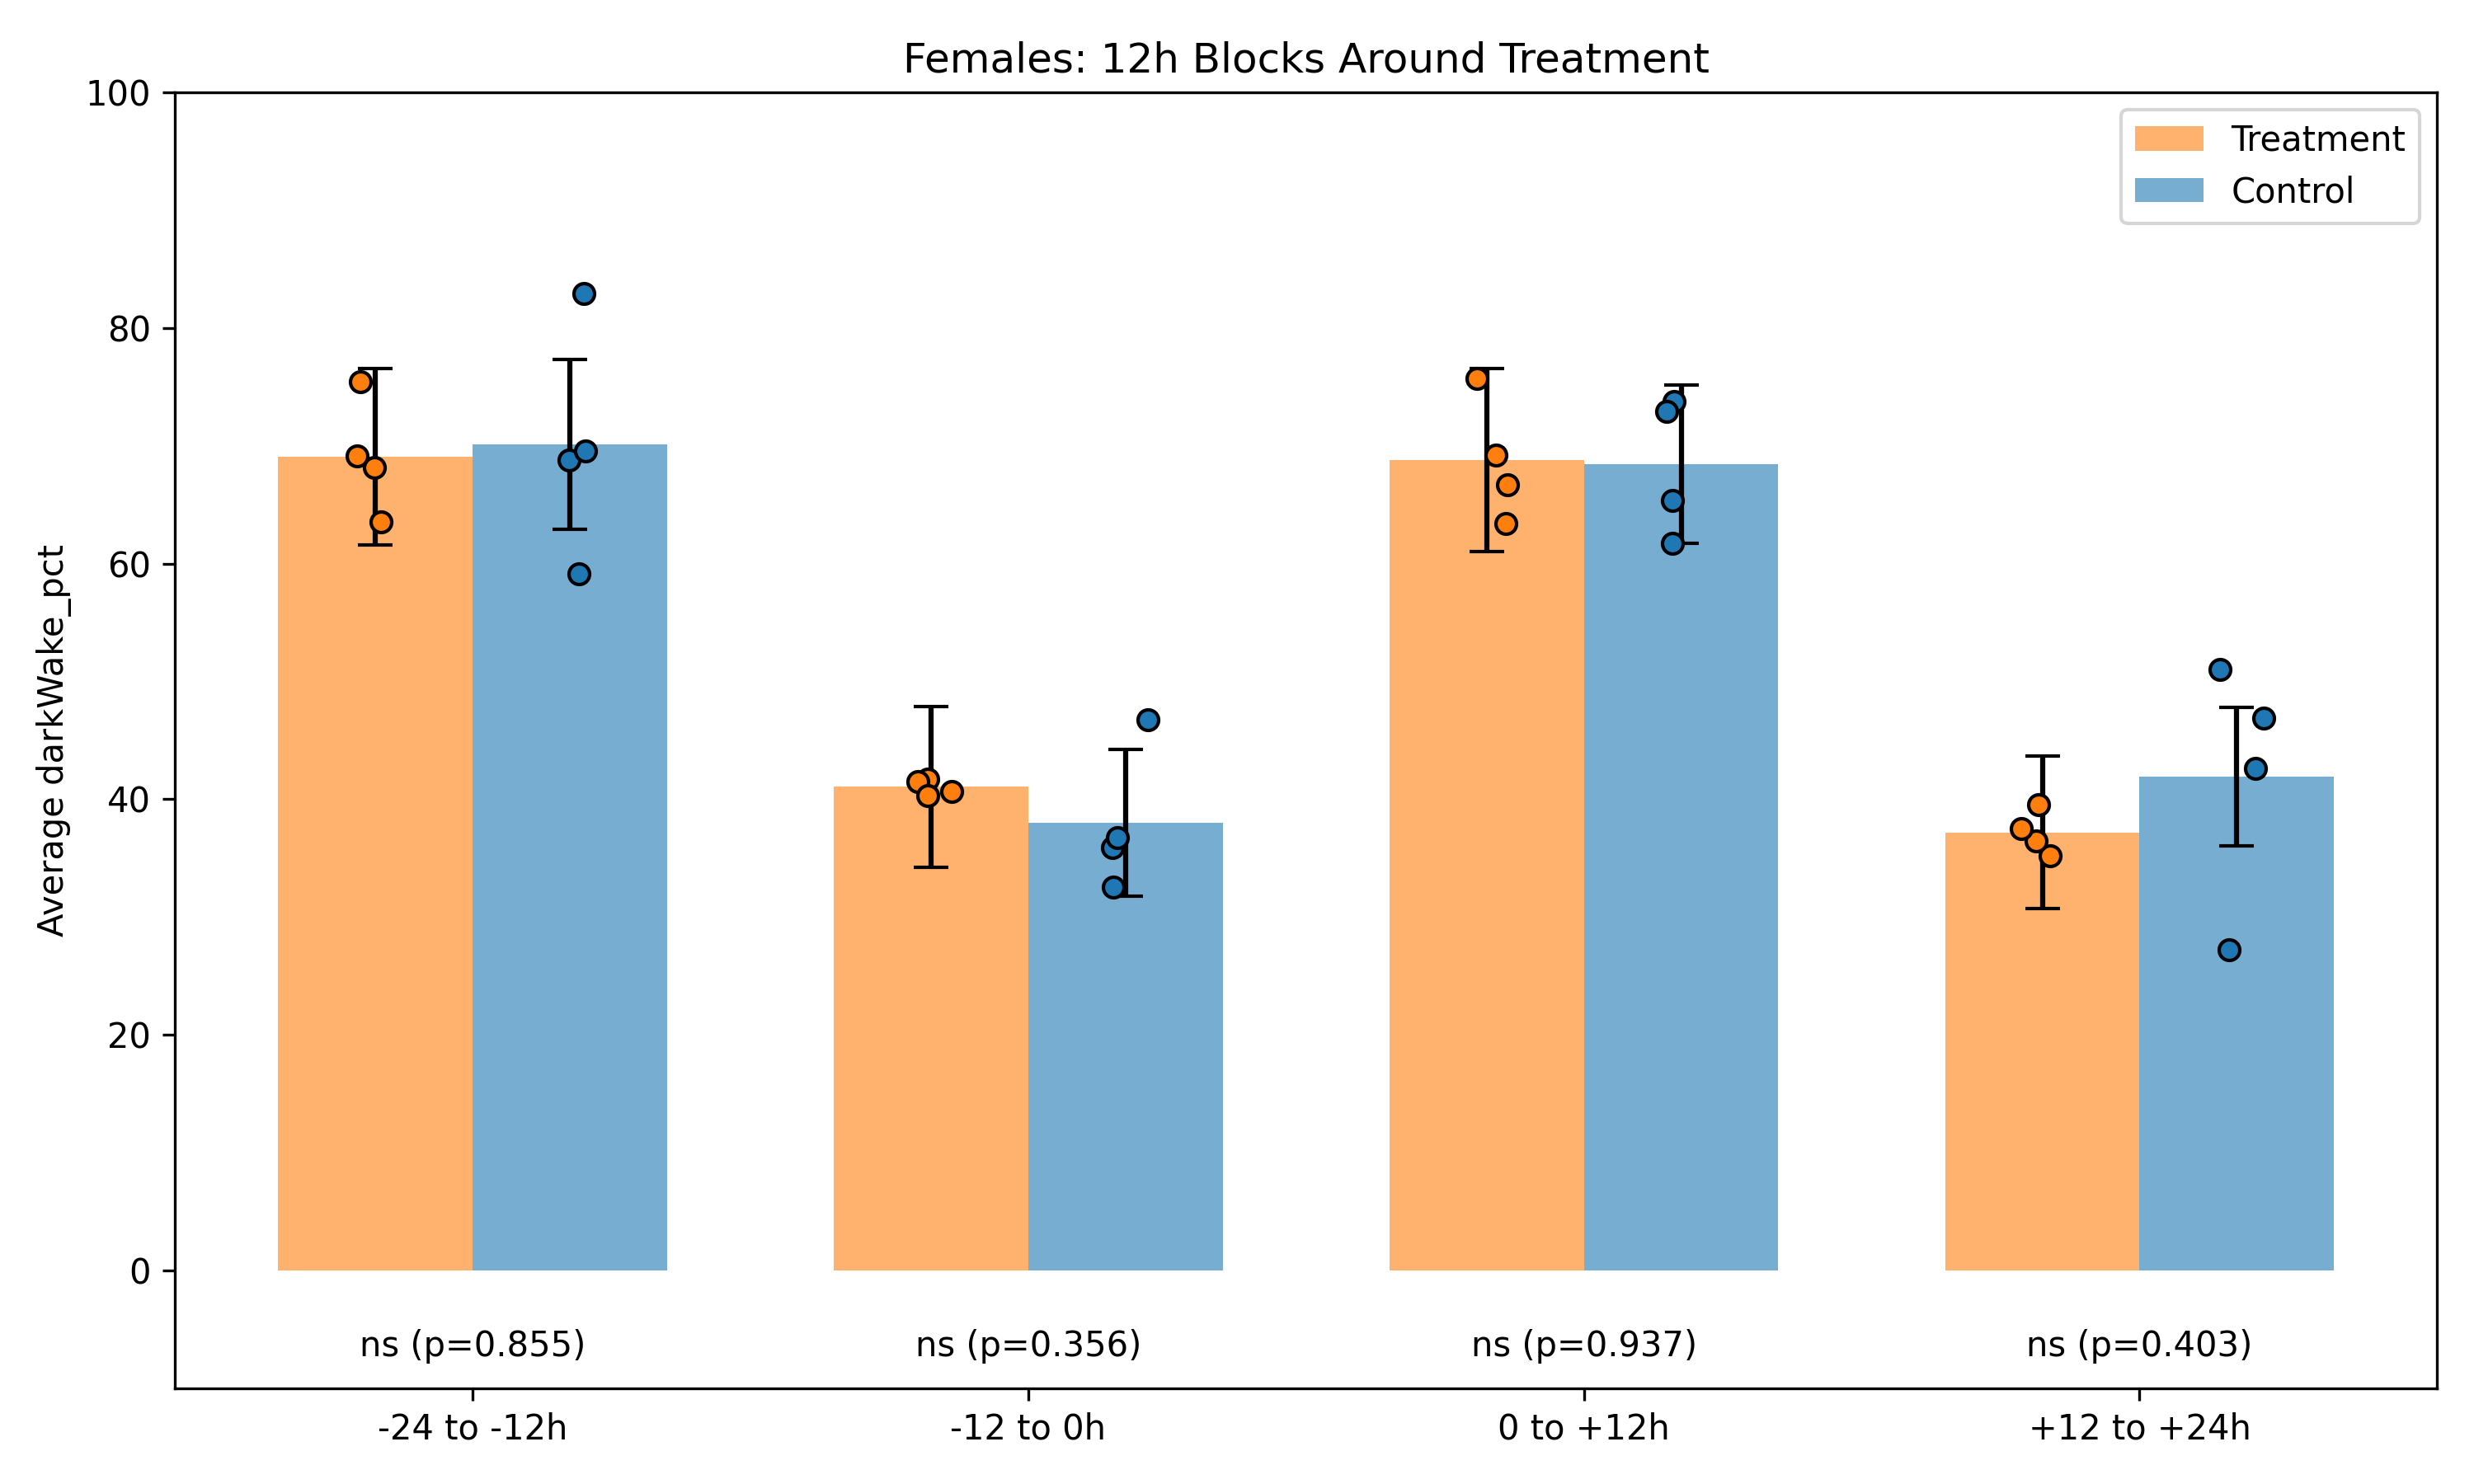 Females: 12h Blocks Around Treatment
100
80
60
40
20
0
Average darkWake_pct
Treatment
Control
ns (p=0.855)
ns (p=0.356)
ns (p=0.937)
ns (p=0.403)
-24 to -12h
-12 to 0h
0 to +12h
+12 to +24h